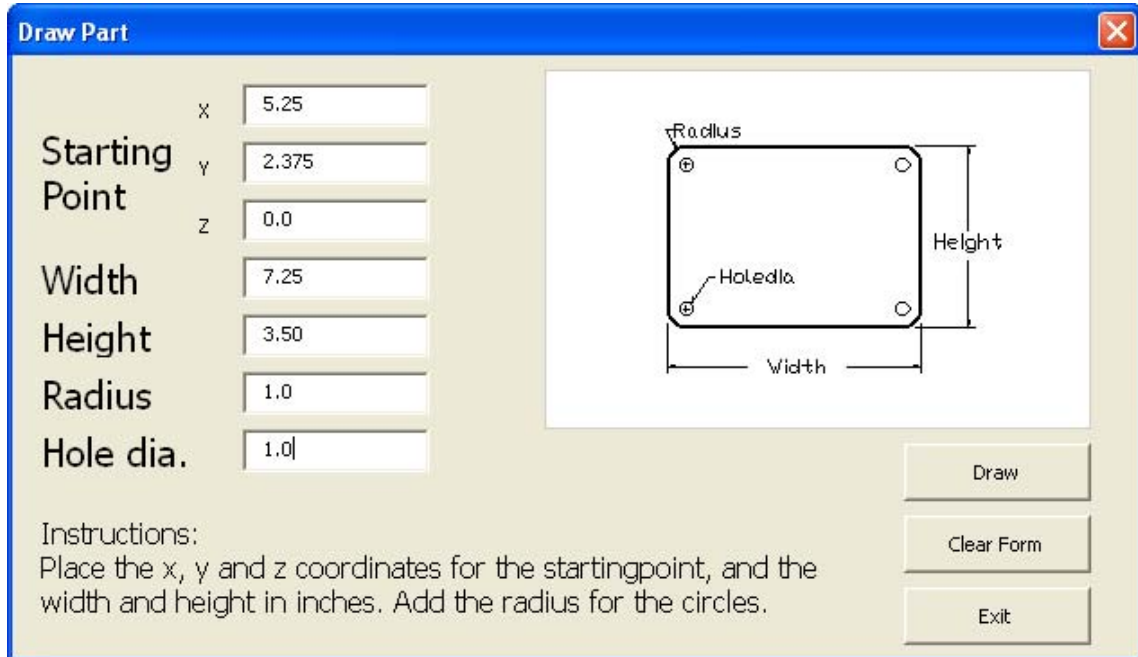 Draw Part
X 5.25
Starting Point
Y 2.375
Z 0.0
Width 7.25
Height 3.50
Radius 1.0
Hole dia. 1.0
Radius
Height
Holedia
Width
Draw
Clear Form
Exit
Instructions:
Place the x, y and z coordinates for the startingpoint, and the
width and height in inches. Add the radius for the circles.